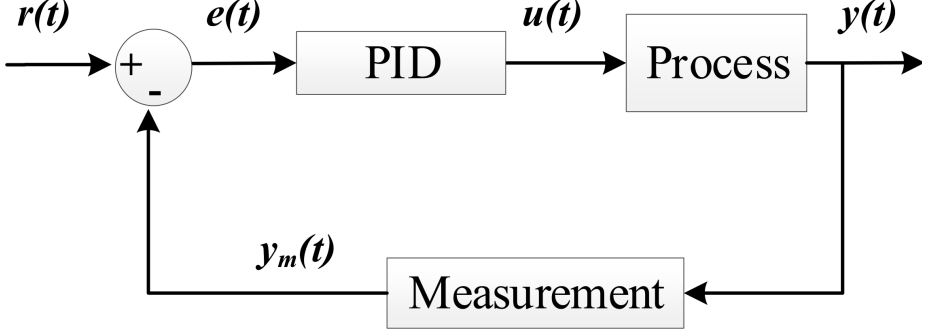 r(t)
e(t)
u(t)
y(t)
+
-
PID
Process
yₘ(t)
Measurement